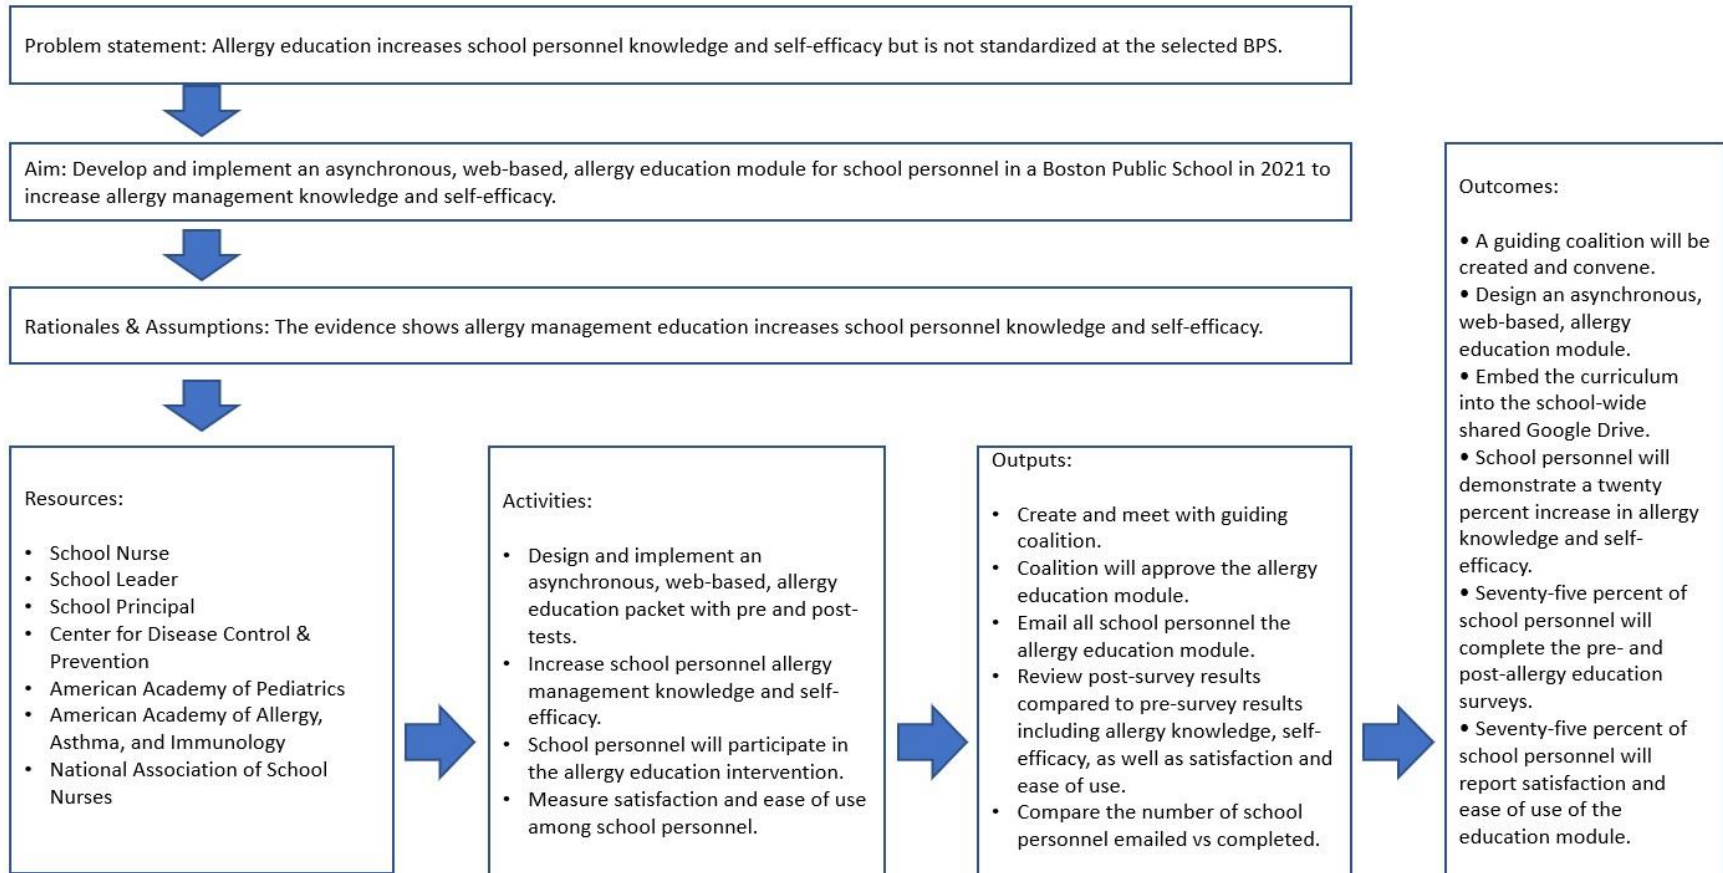 Problem statement: Allergy education increases school personnel knowledge and self-efficacy but is not standardized at the selected BPS.
Aim: Develop and implement an asynchronous, web-based, allergy education module for school personnel in a Boston Public School in 2021 to
increase allergy management knowledge and self-efficacy.
Rationales & Assumptions: The evidence shows allergy management education increases school personnel knowledge and self-efficacy.
Resources:
• School Nurse
• School Leader
• School Principal
• Center for Disease Control &
Prevention
• American Academy of Pediatrics
• American Academy of Allergy,
Asthma, and Immunology
• National Association of School
Nurses
Activities:
• Design and implement an
asynchronous, web-based, allergy
education packet with pre and post-
tests.
• Increase school personnel allergy
management knowledge and self-
efficacy.
• School personnel will participate in
the allergy education intervention.
• Measure satisfaction and ease of use
among school personnel.
Outputs:
• Create and meet with guiding
coalition.
• Coalition will approve the allergy
education module.
• Email all school personnel the
allergy education module.
• Review post-survey results
compared to pre-survey results
including allergy knowledge, self-
efficacy, as well as satisfaction and
ease of use.
• Compare the number of school
personnel emailed vs completed.
Outcomes:
• A guiding coalition will be
created and convene.
• Design an asynchronous,
web-based, allergy
education module.
• Embed the curriculum
into the school-wide
shared Google Drive.
• School personnel will
demonstrate a twenty
percent increase in allergy
knowledge and self-
efficacy.
• Seventy-five percent of
school personnel will
complete the pre- and
post-allergy education
surveys.
• Seventy-five percent of
school personnel will
report satisfaction and
ease of use of the
education module.